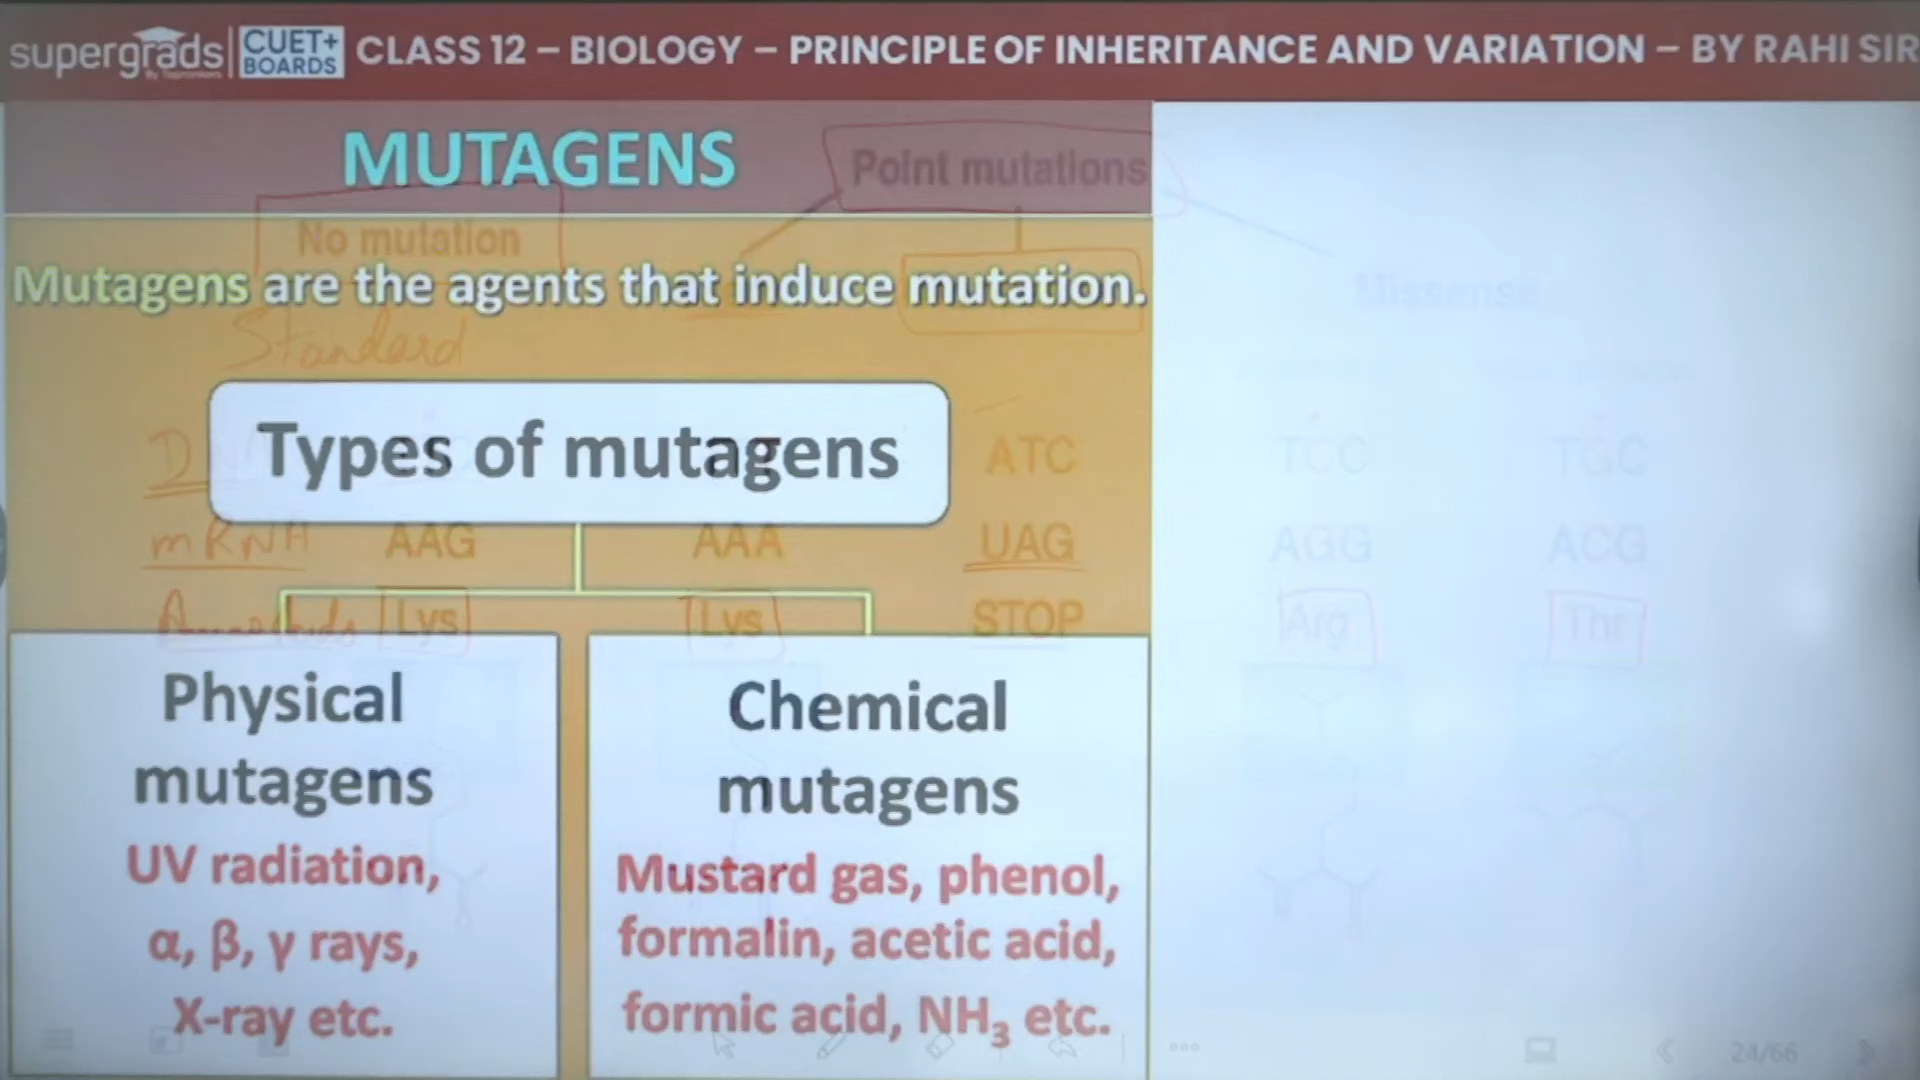 supergrads CUET+ BOARDS CLASS 12 – BIOLOGY – PRINCIPLE OF INHERITANCE AND VARIATION – BY RAHI SIR
MUTAGENS
Point mutations
No mutation
Mutagens are the agents that induce mutation.
Missense
Standard
Types of mutagens
ATC
TCC
TGC
mRNA AAG AAA UAG AGG ACG
Lys Lys STOP Arg Thr
Physical mutagens
UV radiation,
α, β, γ rays,
X-ray etc.
Chemical mutagens
Mustard gas, phenol,
formalin, acetic acid,
formic acid, NH₃ etc.
24/66